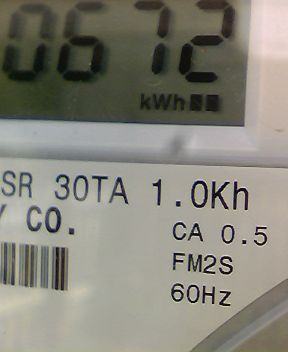 0672
kWh
SR 30TA 1.0Kh
Y CO.
CA 0.5
FM2S
60Hz